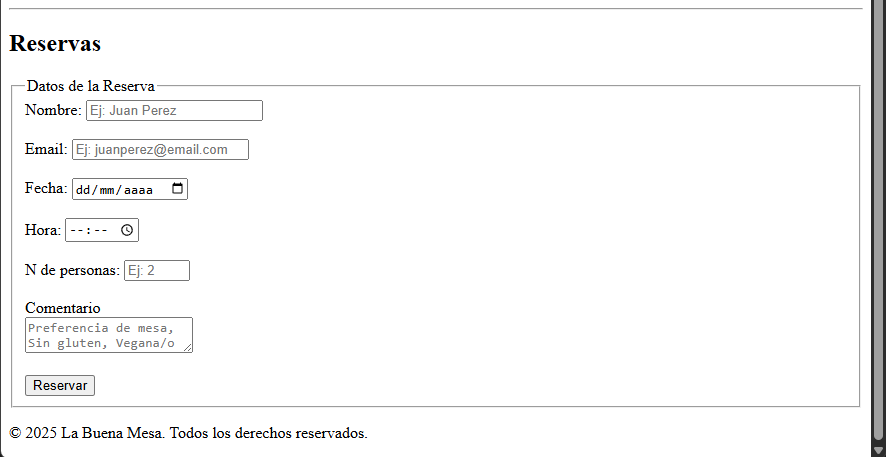 Reservas
Datos de la Reserva
Nombre: Ej: Juan Perez
Email: Ej: juanperez@email.com
Fecha: dd/mm/aaaa
Hora: --:--
N de personas: Ej: 2
Comentario
Preferencia de mesa,
Sin gluten, Vegana/o
Reservar
© 2025 La Buena Mesa. Todos los derechos reservados.